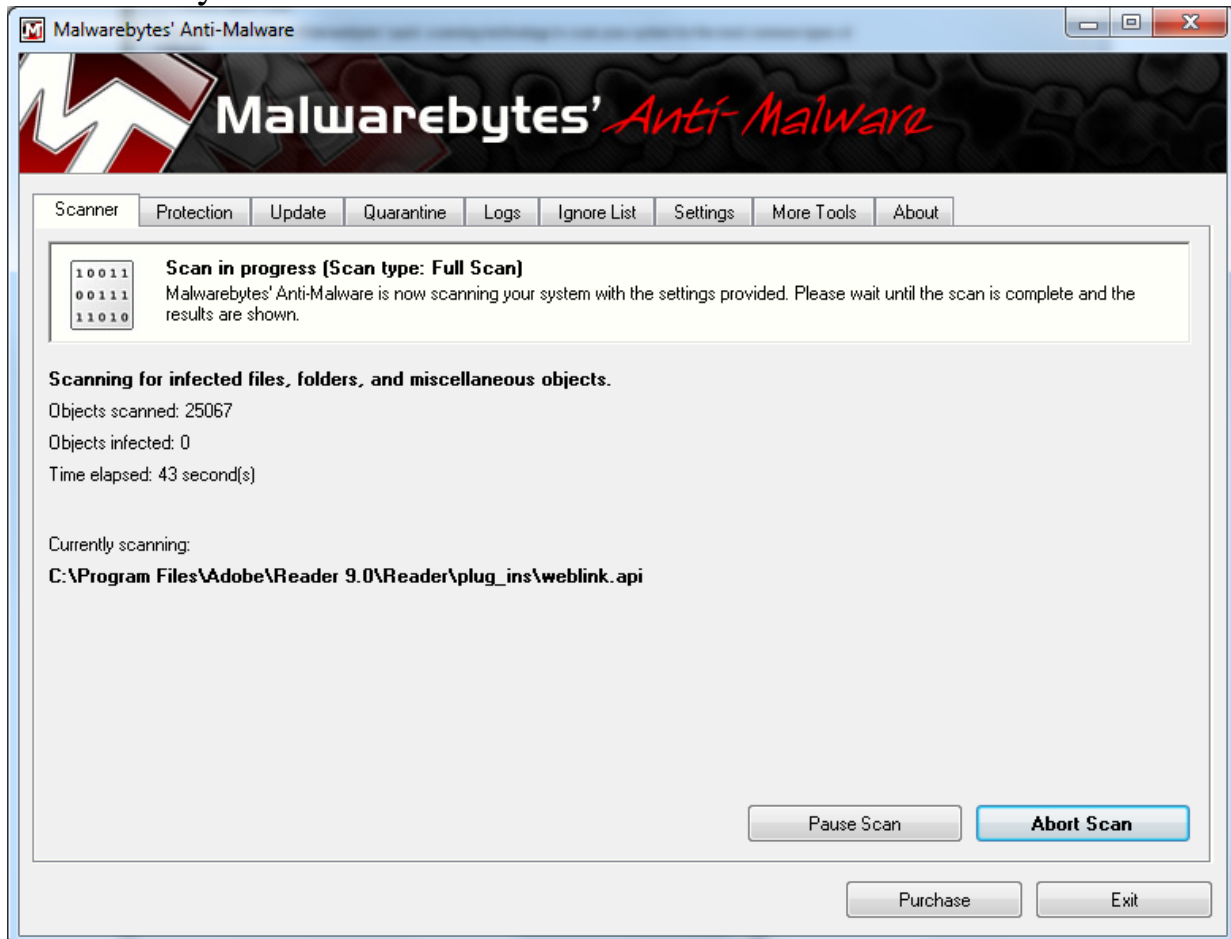 Malwarebytes' Anti-Malware
Malwarebytes' Anti-Malware
Scanner Protection Update Quarantine Logs Ignore List Settings More Tools About
10011
00111
11010
Scan in progress (Scan type: Full Scan)
Malwarebytes' Anti-Malware is now scanning your system with the settings provided. Please wait until the scan is complete and the
results are shown.
Scanning for infected files, folders, and miscellaneous objects.
Objects scanned: 25067
Objects infected: 0
Time elapsed: 43 second(s)
Currently scanning:
C:\Program Files\Adobe\Reader 9.0\Reader\plug_ins\weblink.api
Pause Scan Abort Scan
Purchase Exit